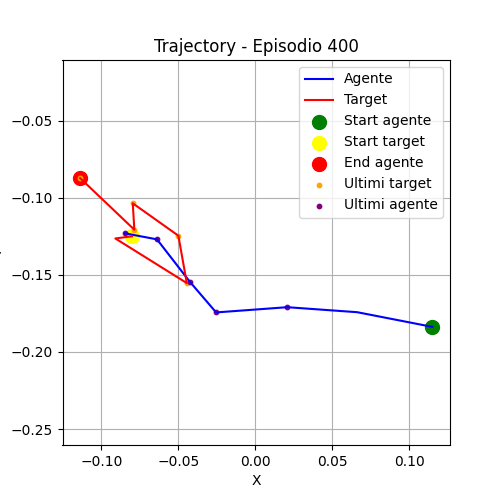 Trajectory - Episodio 400
Agente
Target
Start agente
Start target
End agente
Ultimi target
Ultimi agente
−0.05
−0.10
−0.15
−0.20
−0.25
−0.10
−0.05
0.00
0.05
0.10
X